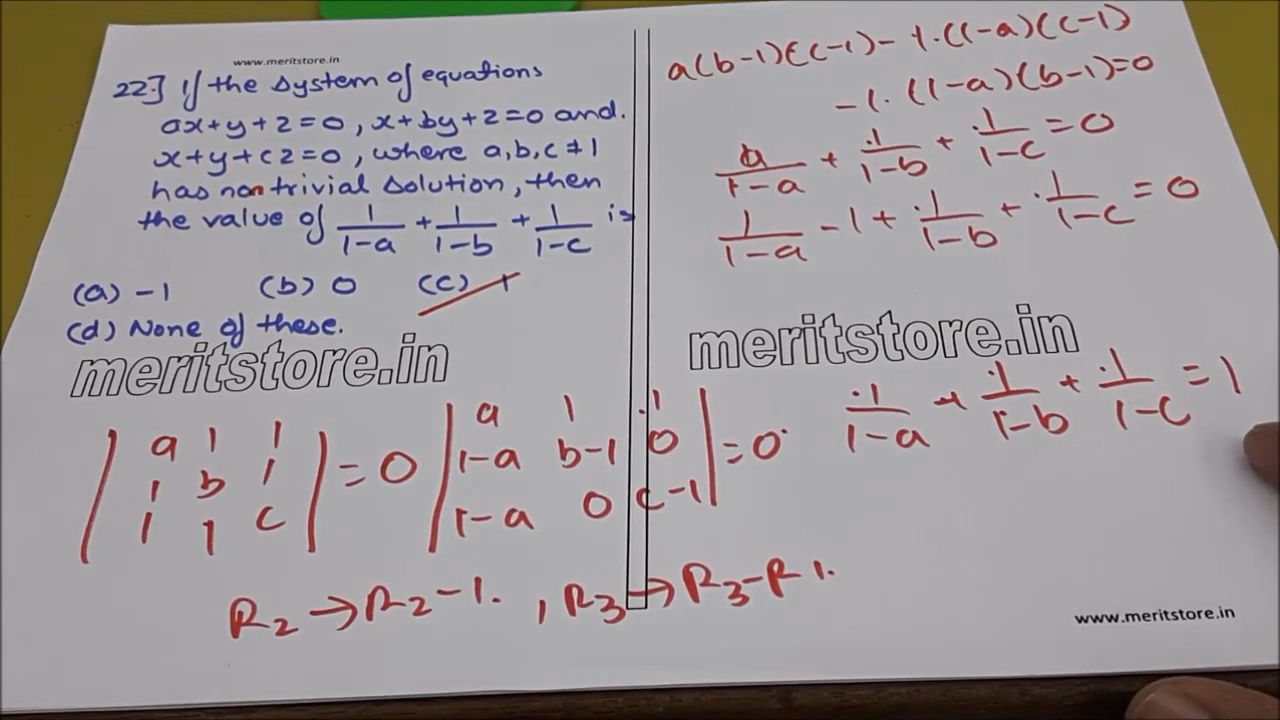 www.meritstore.in
22] If the system of equations
ax+y+z=0, x+by+z=0 and.
x+y+cz=0, where a,b,c≠1
has non trivial solution, then
the value of 1/1-a + 1/1-b + 1/1-c is
(a) -1 (b) 0 (c) 1
(d) None of these.
meritstore.in
| a 1 1 |
| 1 b 1 | = 0
| 1 1 c |
| a 1 1 |
| 1-a b-1 0 | = 0
| 1-a 0 c-1 |
R2 → R2-1. , R3 → R3-R1.
a(b-1)(c-1) - 1.(1-a)(c-1)
-1.(1-a)(b-1)=0
a/1-a + 1/1-b + 1/1-c = 0
1/1-a - 1 + 1/1-b + 1/1-c = 0
meritstore.in
1/1-a + 1/1-b + 1/1-c = 1
www.meritstore.in